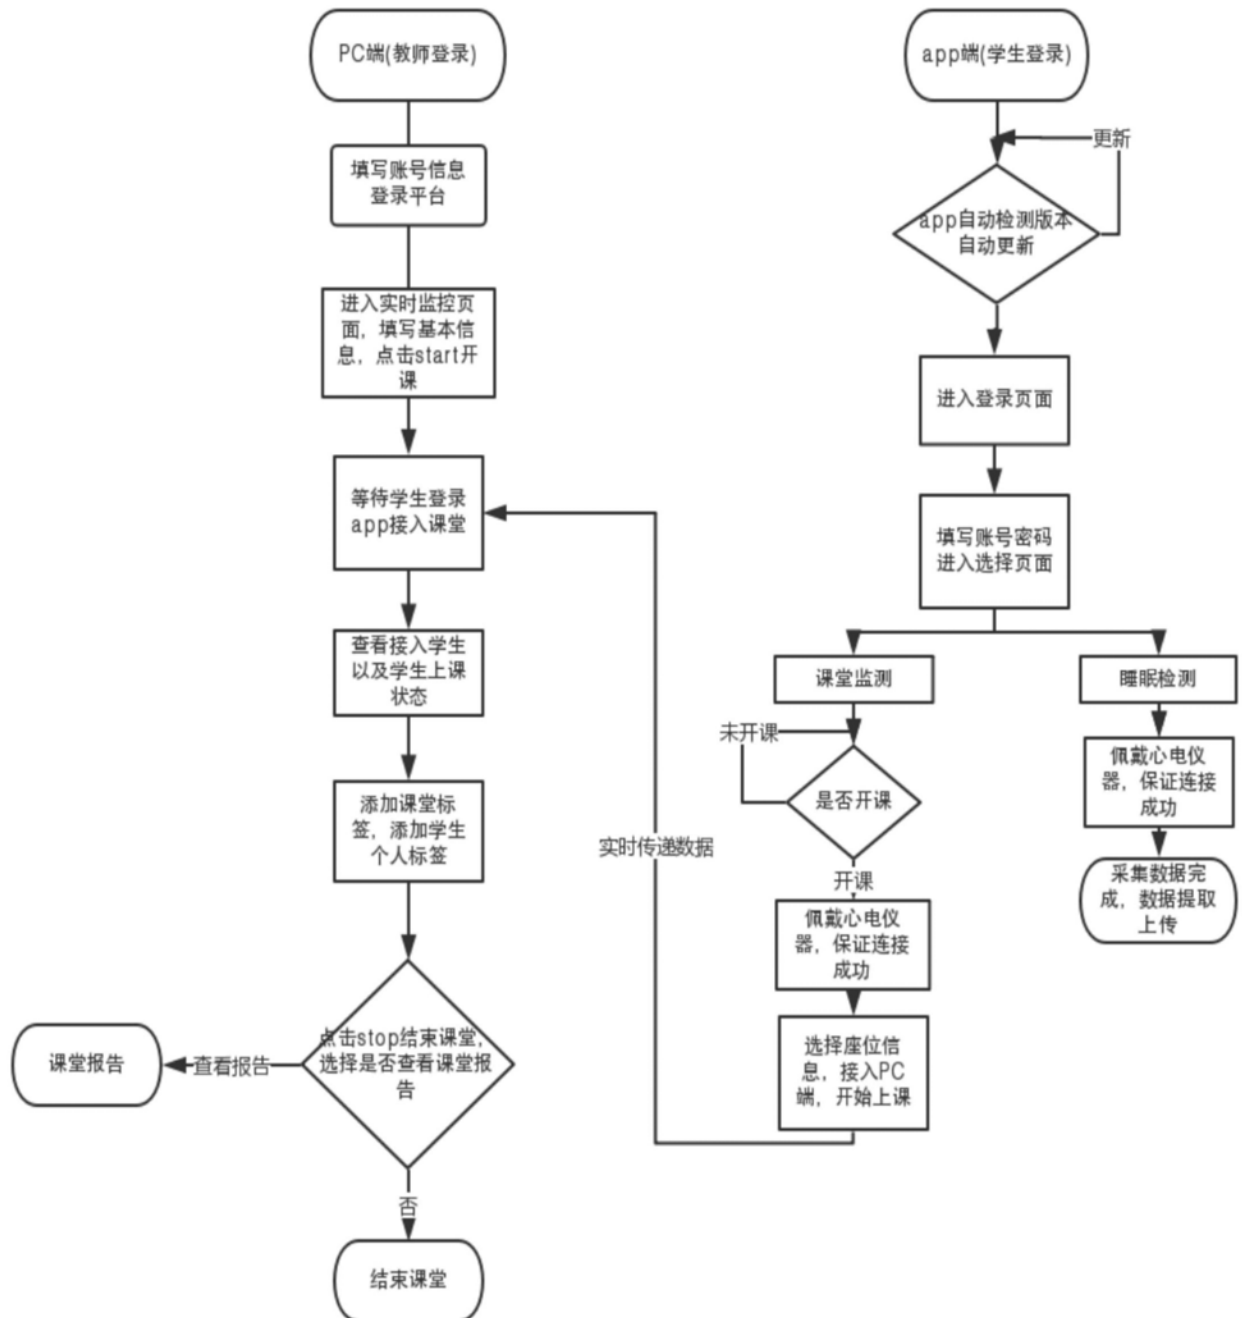 PC端(教师登录)
填写账号信息
登录平台
进入实时监控页
面，填写基本信
息，点击start开
课
等待学生登录
app接入课堂
查看接入学生
以及学生上课
状态
添加课堂标
签，添加学生
个人标签
点击stop结束课堂，
选择是否查看课堂报
告
查看报告
课堂报告
否
结束课堂
实时传递数据
app端(学生登录)
更新
app自动检测版本
自动更新
进入登录页面
填写账号密码
进入选择页面
课堂监测
未开课
是否开课
开课
佩戴心电仪
器，保证连接
成功
选择座位信
息，接入PC
端，开始上课
睡眠检测
佩戴心电仪
器，保证连接
成功
采集数据完
成，数据提取
上传